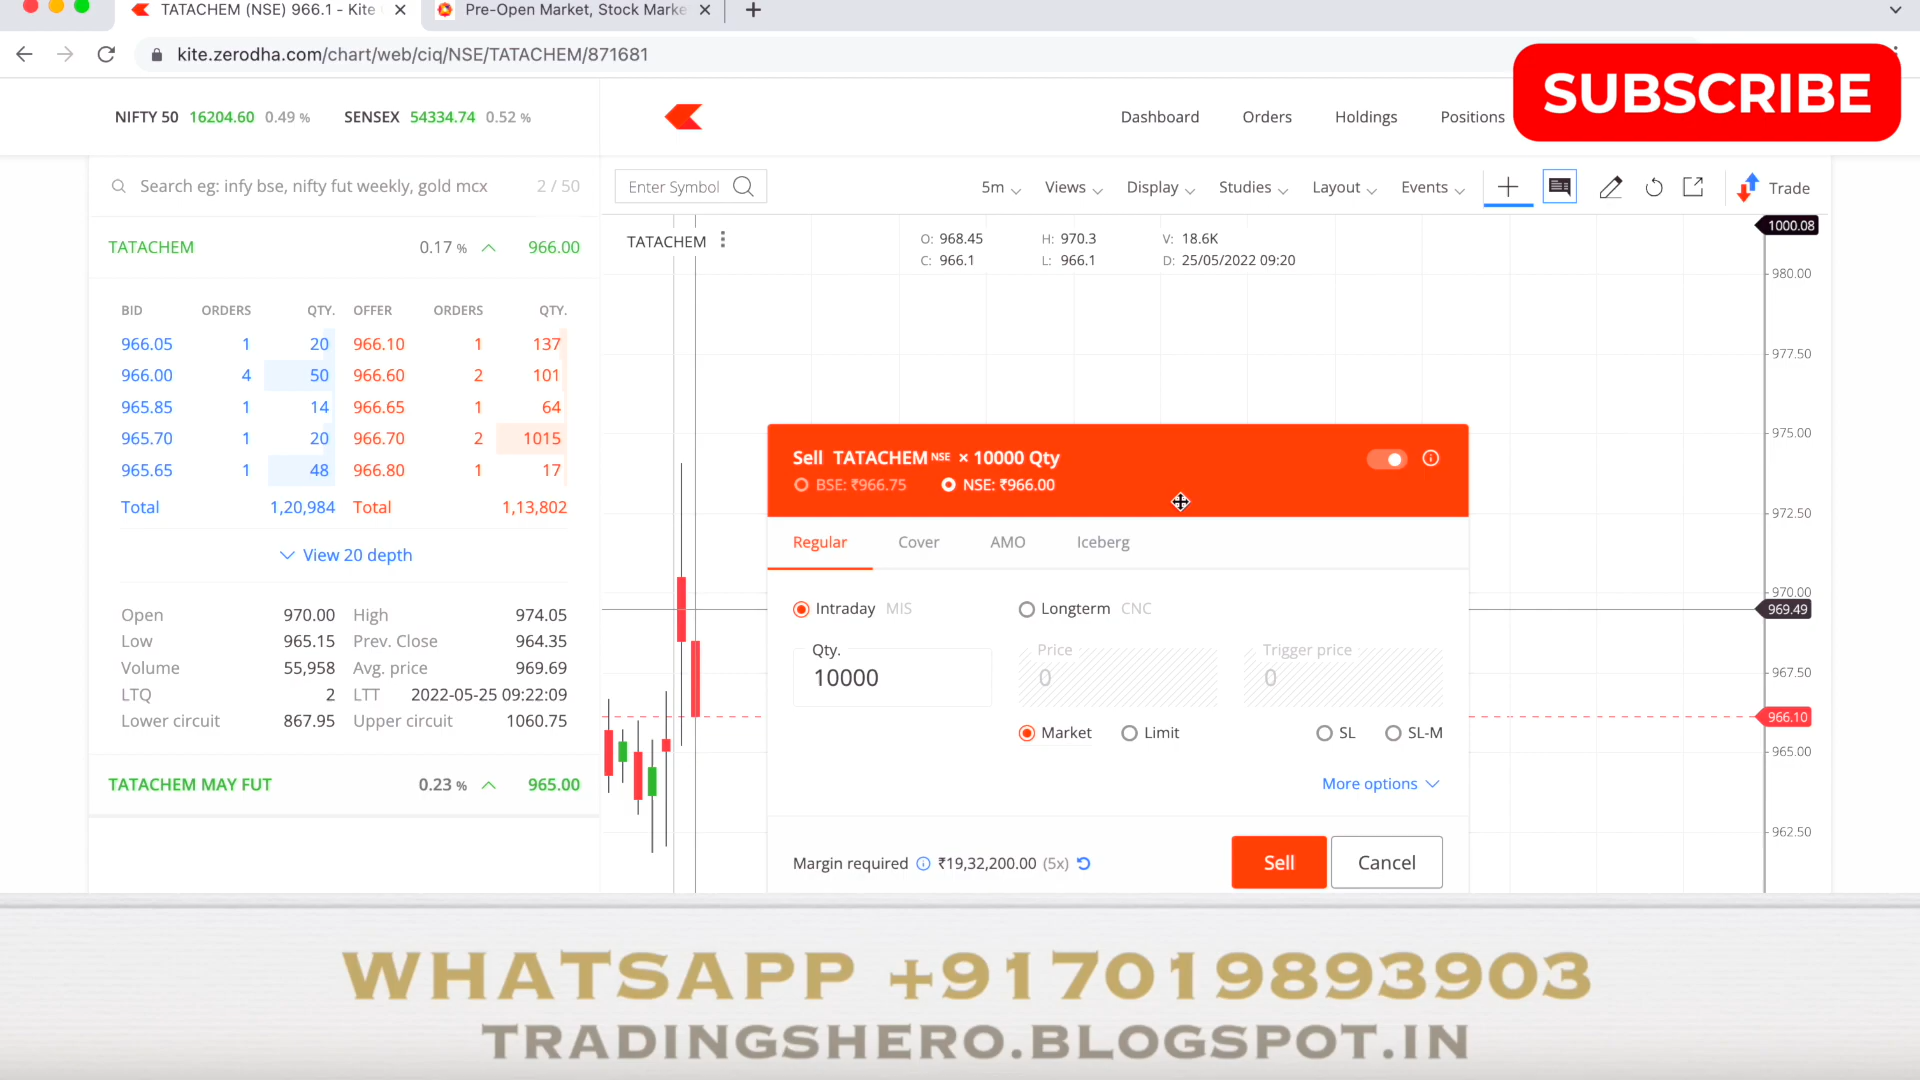 TATACHEM (NSE) 966.1 - Kite
Pre-Open Market, Stock Marke
kite.zerodha.com/chart/web/ciq/NSE/TATACHEM/871681
SUBSCRIBE
NIFTY 50 16204.60 0.49 % SENSEX 54334.74 0.52 %
Dashboard Orders Holdings Positions
Search eg: infy bse, nifty fut weekly, gold mcx 2 / 50
Enter Symbol 5m Views Display Studies Layout Events Trade
TATACHEM 0.17 % 966.00
BID ORDERS QTY. OFFER ORDERS QTY.
966.05 1 20 966.10 1 137
966.00 4 50 966.60 2 101
965.85 1 14 966.65 1 64
965.70 1 20 966.70 2 1015
965.65 1 48 966.80 1 17
Total 1,20,984 Total 1,13,802
View 20 depth
Open 970.00 High 974.05
Low 965.15 Prev. Close 964.35
Volume 55,958 Avg. price 969.69
LTQ 2 LTT 2022-05-25 09:22:09
Lower circuit 867.95 Upper circuit 1060.75
TATACHEM MAY FUT 0.23 % 965.00
TATACHEM
O: 968.45 H: 970.3 V: 18.6K
C: 966.1 L: 966.1 D: 25/05/2022 09:20
1000.08
980.00
977.50
975.00
972.50
970.00
969.49
967.50
966.10
965.00
962.50
Sell TATACHEM NSE × 10000 Qty
BSE: ₹966.75 NSE: ₹966.00
Regular Cover AMO Iceberg
Intraday MIS Longterm CNC
Qty. Price Trigger price
10000 0 0
Market Limit SL SL-M
More options
Margin required ₹19,32,200.00 (5x)
Sell Cancel
WHATSAPP +917019893903
TRADINGSHERO.BLOGSPOT.IN